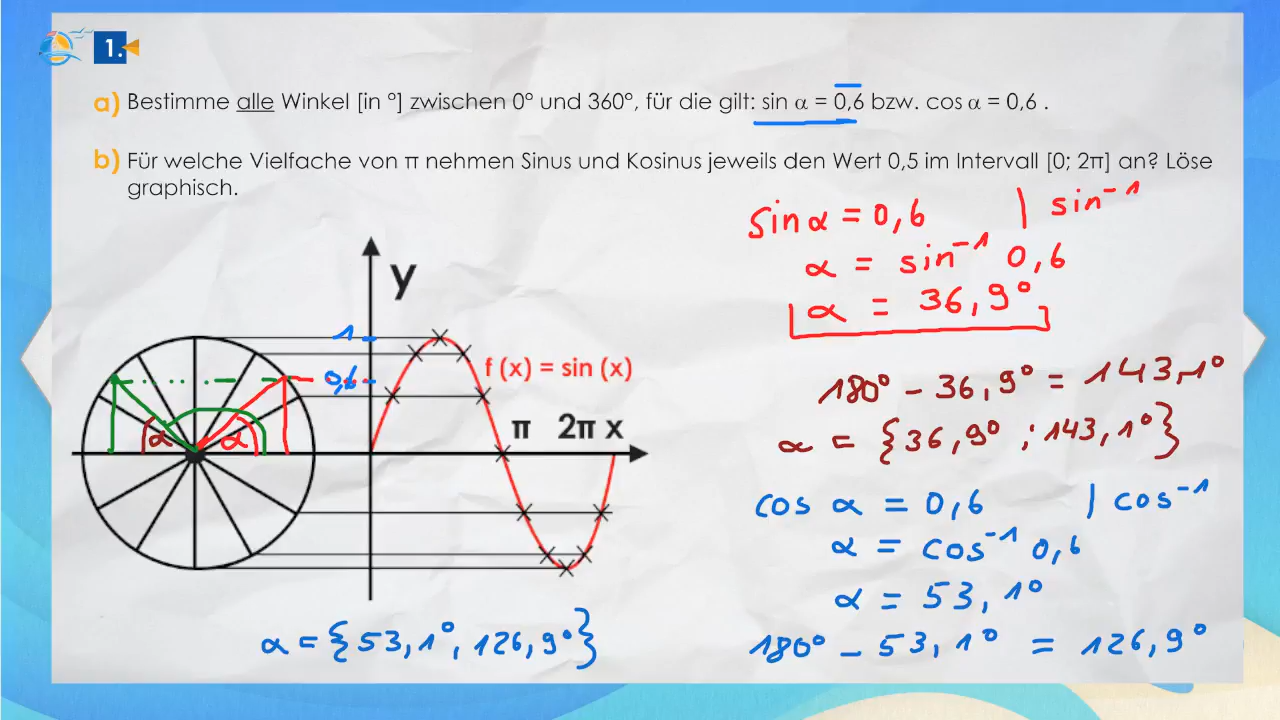 1.
a) Bestimme alle Winkel [in °] zwischen 0° und 360°, für die gilt: sin α = 0,6 bzw. cos α = 0,6 .
b) Für welche Vielfache von π nehmen Sinus und Kosinus jeweils den Wert 0,5 im Intervall [0; 2π] an? Löse
graphisch.
sin α = 0,6 | sin⁻¹
α = sin⁻¹ 0,6
α = 36,9°
y
1
0,6
f (x) = sin (x)
π 2π x
α α
180° - 36,9° = 143,1°
α = {36,9° ; 143,1°}
cos α = 0,6 | cos⁻¹
α = cos⁻¹ 0,6
α = 53,1°
180° - 53,1° = 126,9°
α = {53,1°, 126,9°}